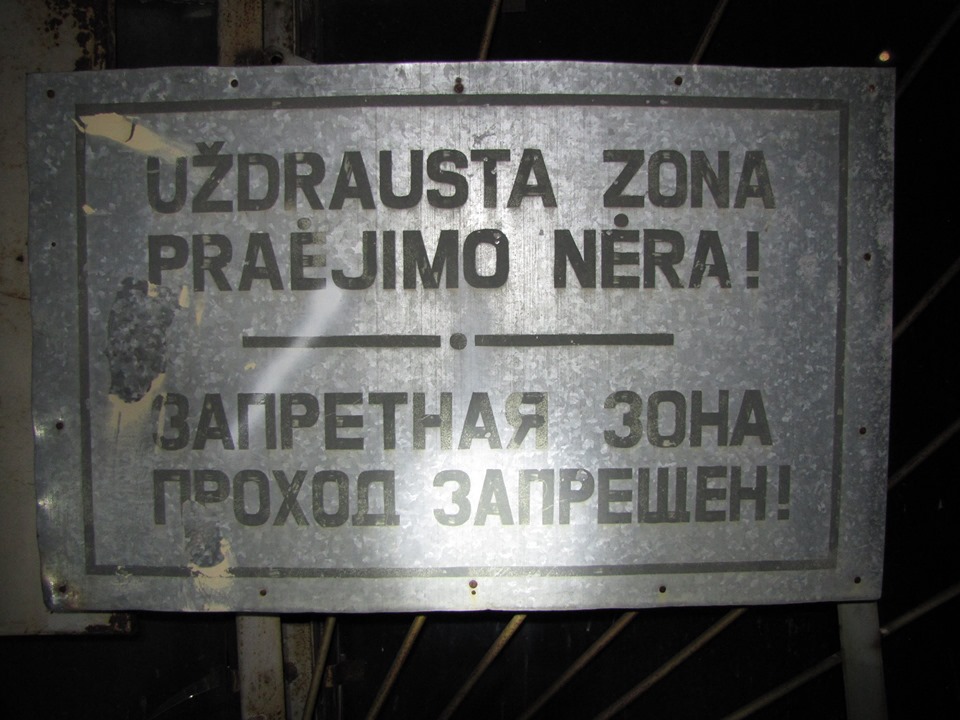 UŽDRAUSTA ZONA
PRAĖJIMO NĖRA!
ЗАПРЕТНАЯ ЗОНА
ПРОХОД ЗАПРЕЩЕН!